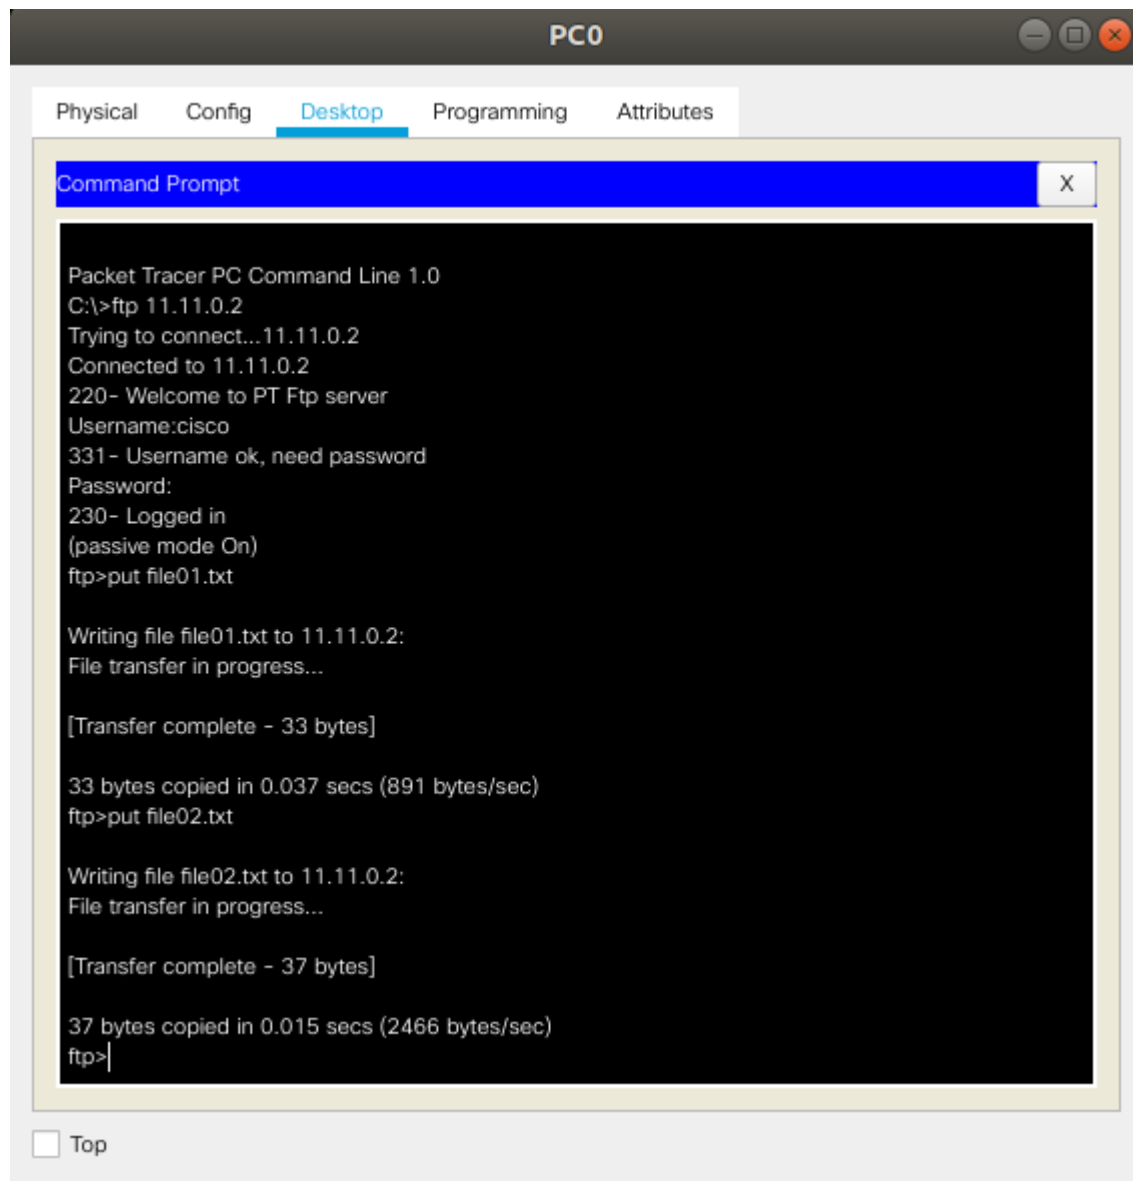 PC0
Physical Config Desktop Programming Attributes
Command Prompt X
Packet Tracer PC Command Line 1.0
C:\>ftp 11.11.0.2
Trying to connect...11.11.0.2
Connected to 11.11.0.2
220- Welcome to PT Ftp server
Username:cisco
331- Username ok, need password
Password:
230- Logged in
(passive mode On)
ftp>put file01.txt
Writing file file01.txt to 11.11.0.2:
File transfer in progress...
[Transfer complete - 33 bytes]
33 bytes copied in 0.037 secs (891 bytes/sec)
ftp>put file02.txt
Writing file file02.txt to 11.11.0.2:
File transfer in progress...
[Transfer complete - 37 bytes]
37 bytes copied in 0.015 secs (2466 bytes/sec)
ftp>
Top